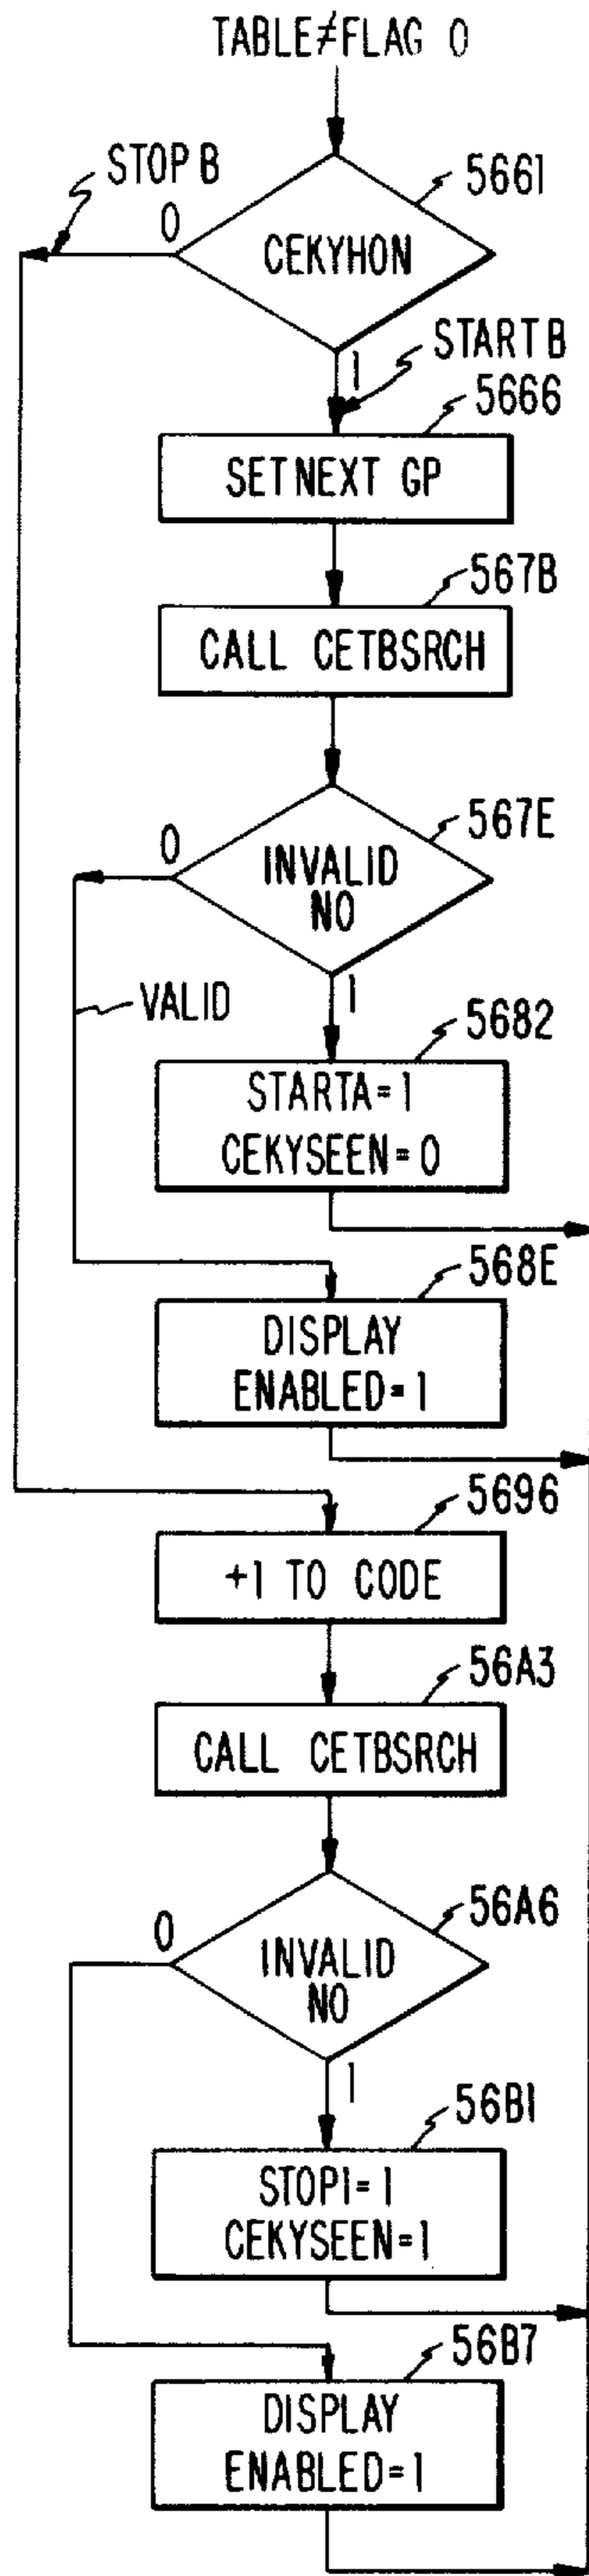 TABLE≠FLAG 0
STOP B
5661
0
CEKYHON
1
START B
5666
SET NEXT GP
567B
CALL CETBSRCH
567E
0
INVALID
NO
VALID
1
5682
STARTA=1
CEKYSEEN=0
568E
DISPLAY
ENABLED=1
5696
+1 TO CODE
56A3
CALL CETBSRCH
56A6
0
INVALID
NO
1
56B1
STOP1=1
CEKYSEEN=1
56B7
DISPLAY
ENABLED=1